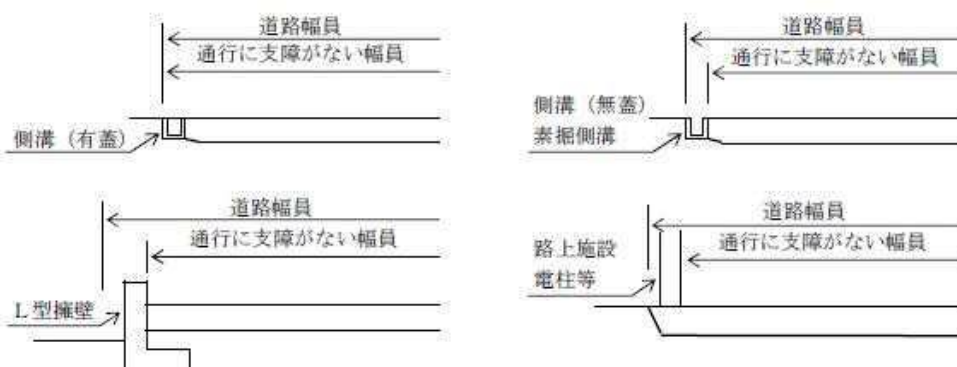 道路幅員
通行に支障がない幅員
側溝（有蓋）
道路幅員
通行に支障がない幅員
側溝（無蓋）
素掘側溝
道路幅員
通行に支障がない幅員
L型擁壁
道路幅員
通行に支障がない幅員
路上施設
電柱等